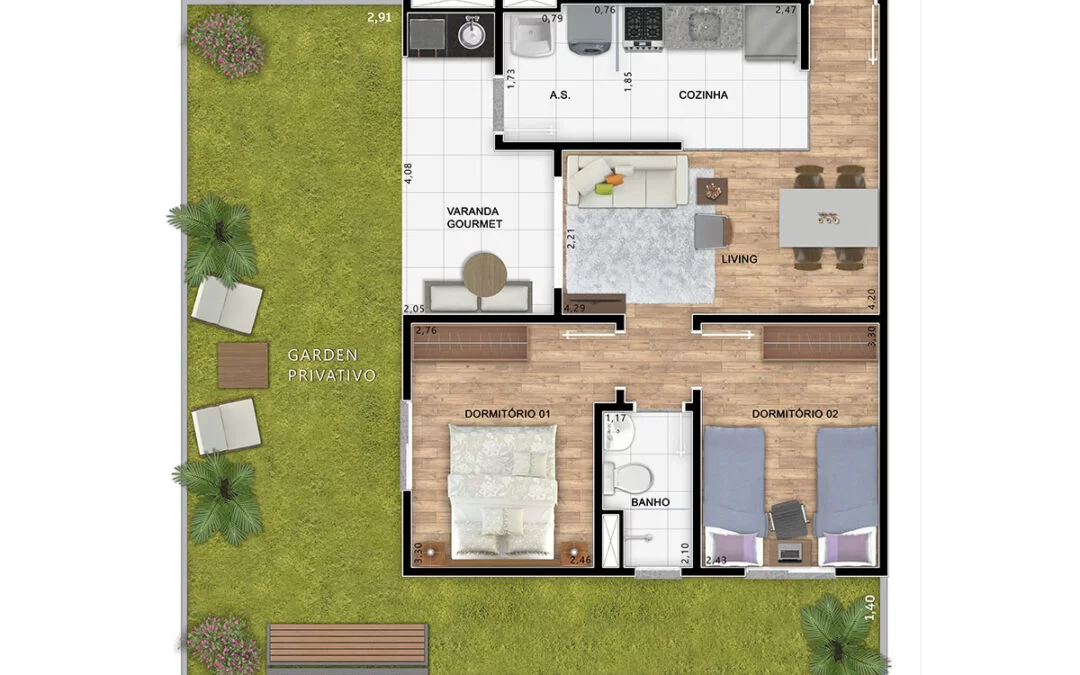 2,91
0,79
0,76
2,47
1,73
1,85
A.S.
COZINHA
4,08
VARANDA
GOURMET
2,21
LIVING
2,05
4,29
4,20
2,76
3,30
GARDEN
PRIVATIVO
DORMITÓRIO 01
1,17
DORMITÓRIO 02
BANHO
3,30
2,46
2,10
2,43
1,40